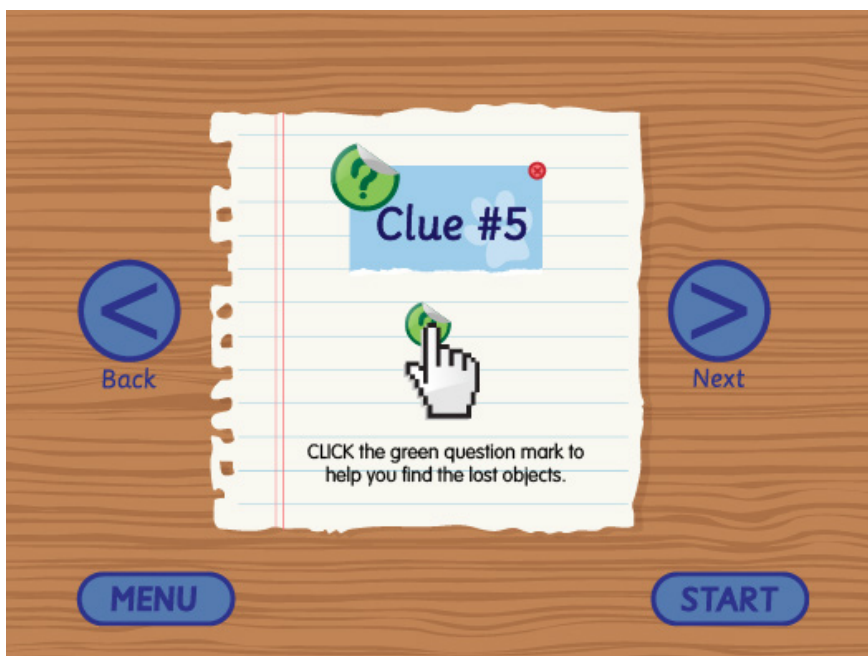 ?
Clue #5
<
Back
>
Next
CLICK the green question mark to
help you find the lost objects.
MENU
START